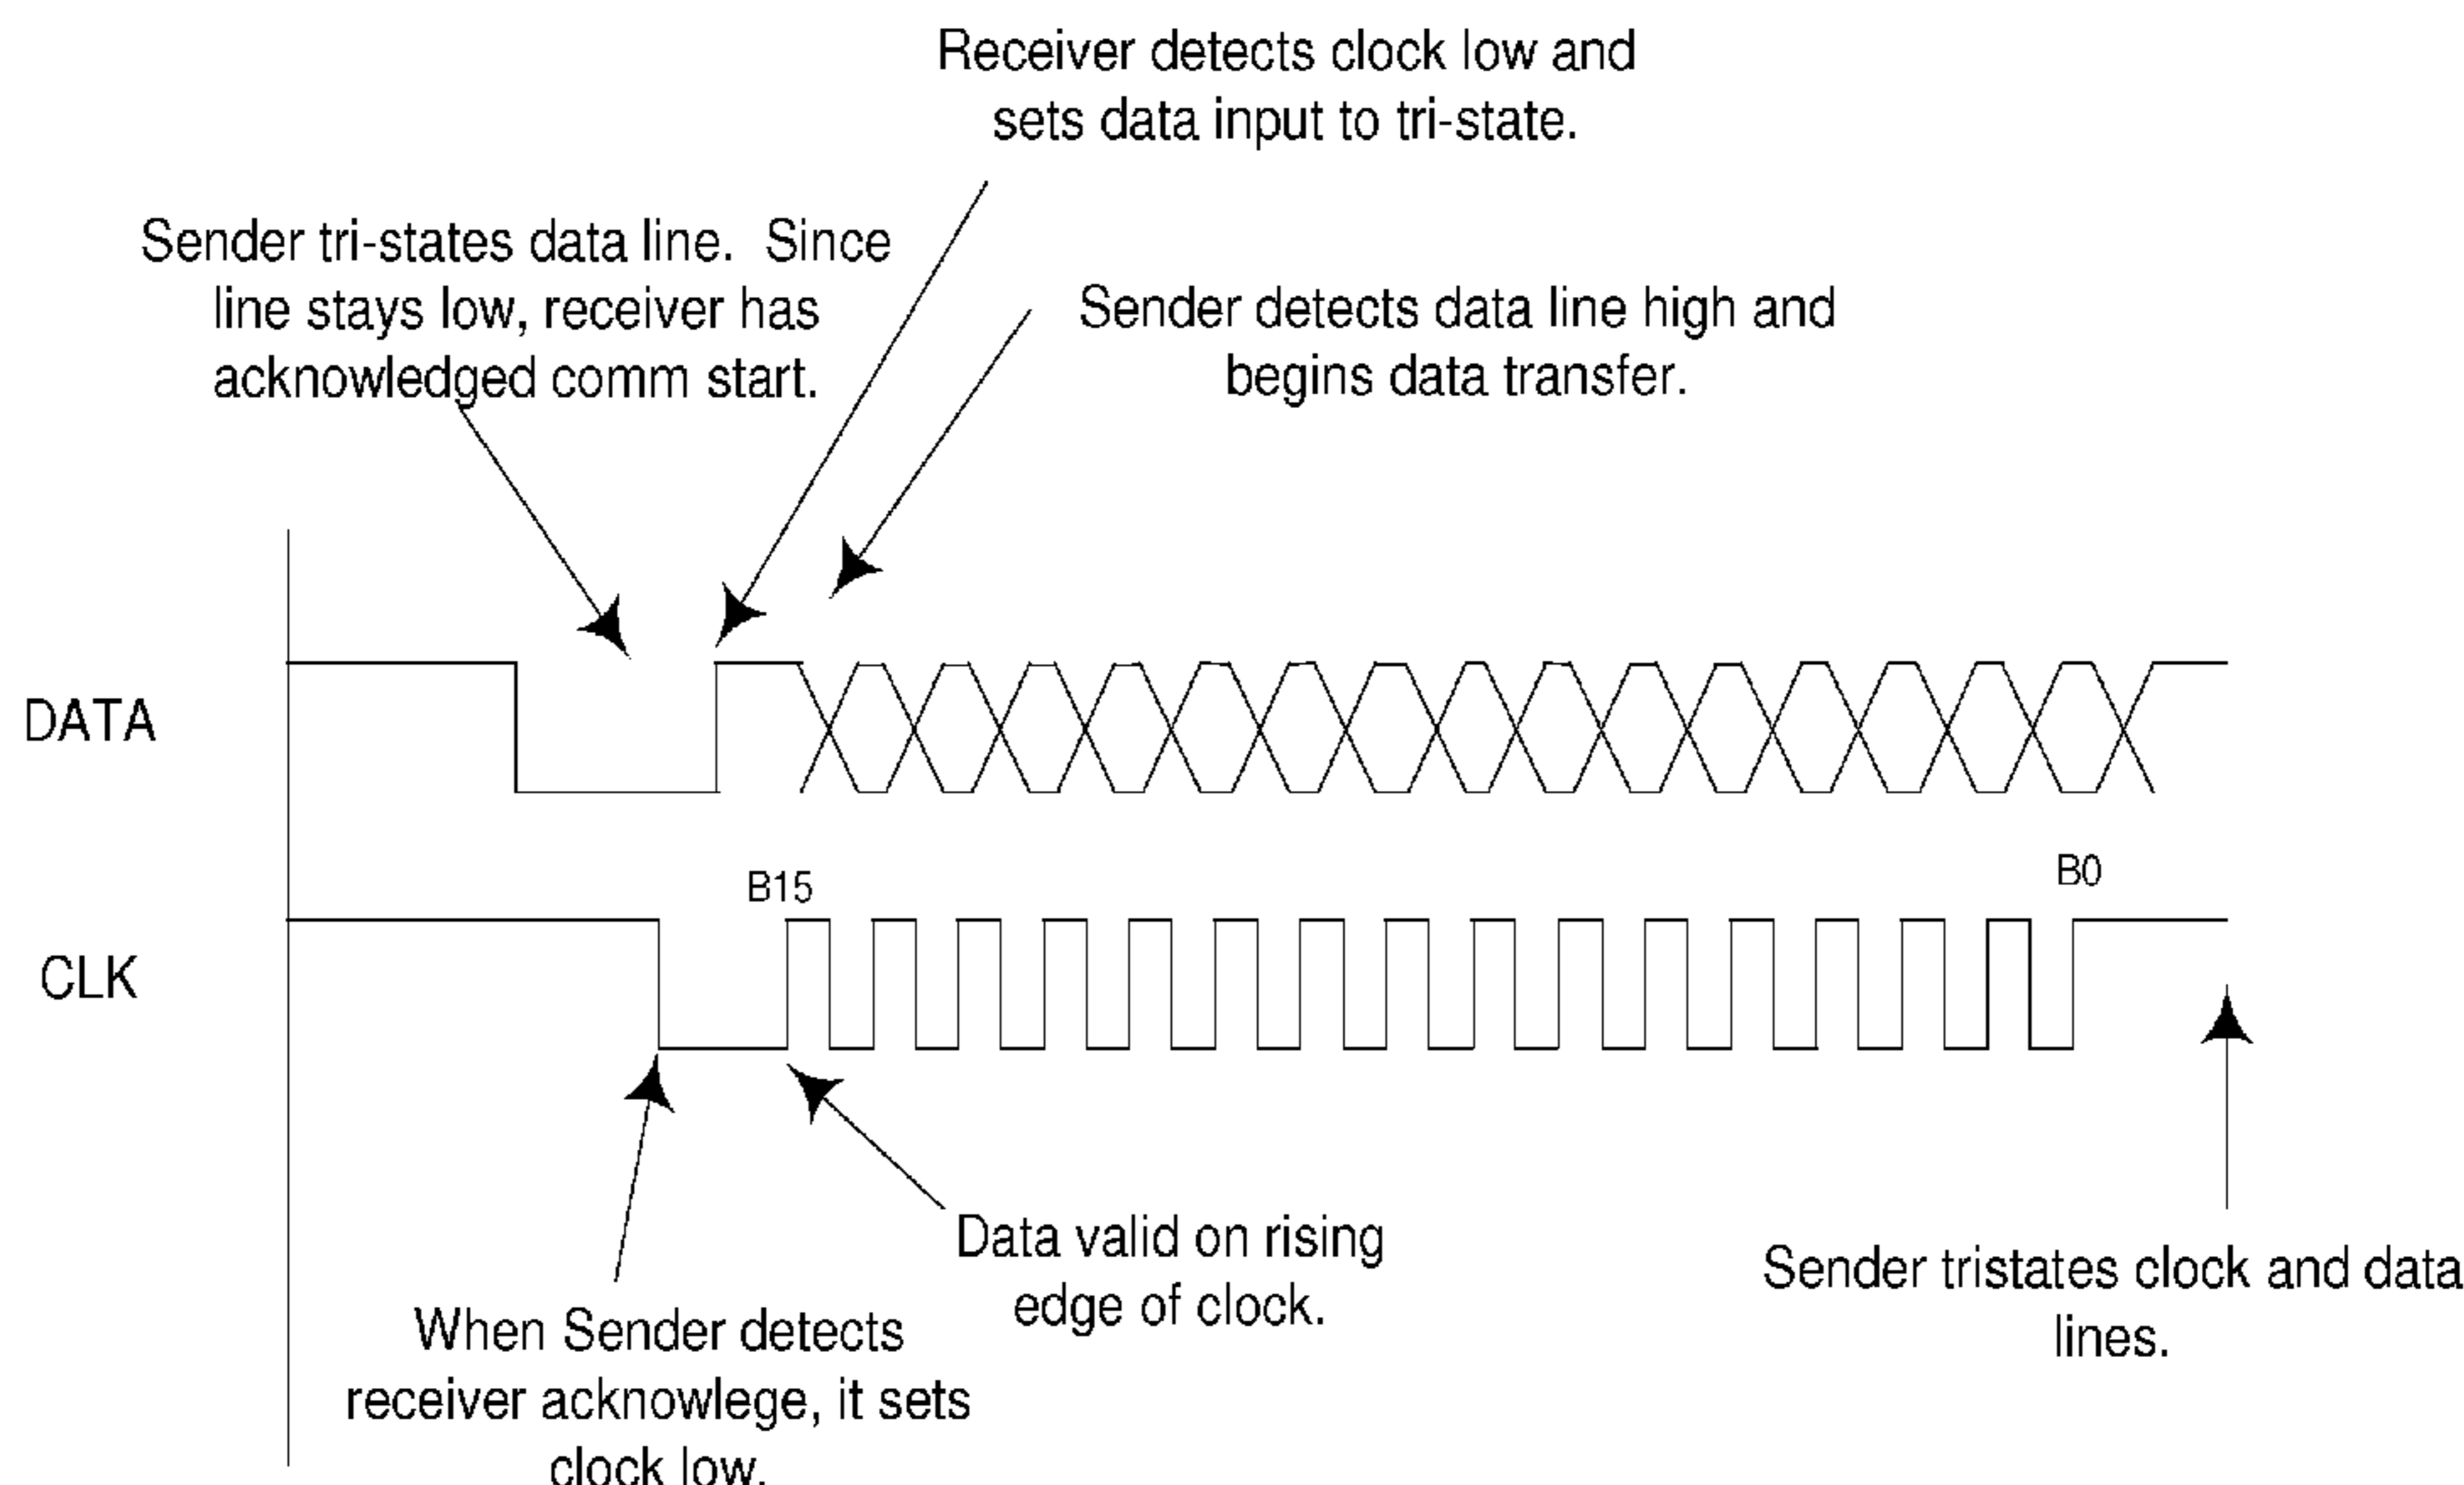 Receiver detects clock low and
sets data input to tri-state.
Sender tri-states data line. Since
line stays low, receiver has
acknowledged comm start.
Sender detects data line high and
begins data transfer.
DATA
B15
B0
CLK
Data valid on rising
edge of clock.
Sender tristates clock and data
lines.
When Sender detects
receiver acknowlege, it sets
clock low.